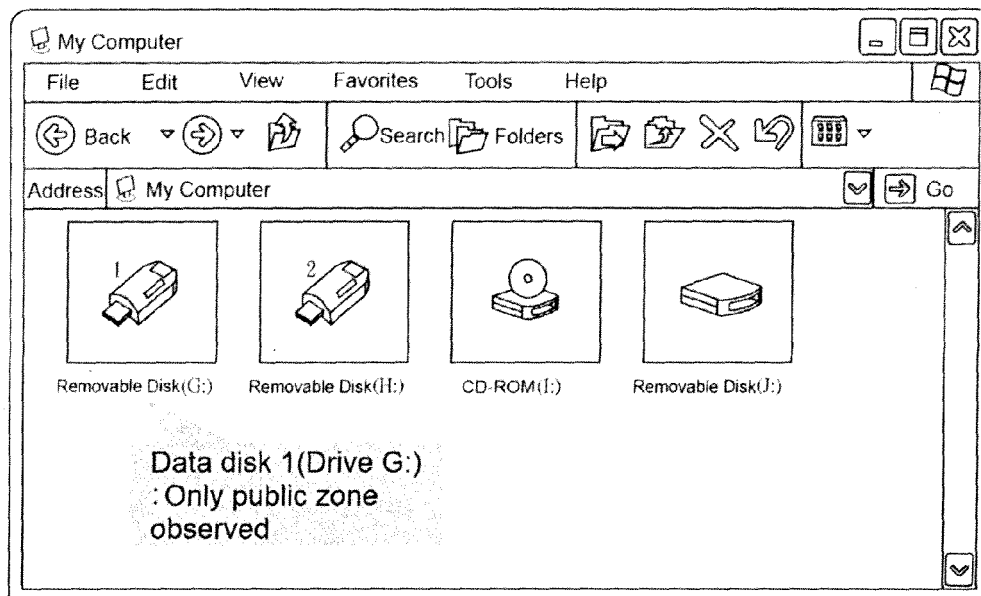 My Computer
File Edit View Favorites Tools Help
Back Search Folders
Address My Computer Go
1 2
Removable Disk(G:) Removable Disk(H:) CD-ROM(I:) Removable Disk(J:)
Data disk 1(Drive G:)
: Only public zone
observed